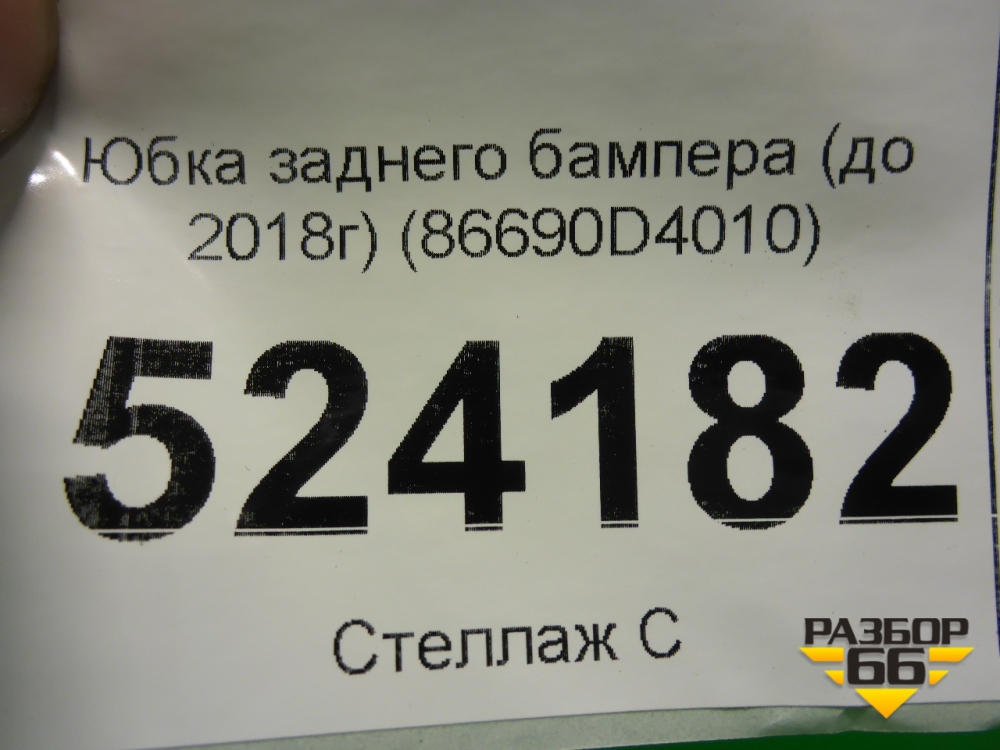 Юбка заднего бампера (до
2018г) (86690D4010)
524182
Стеллаж С
РАЗБОР
66